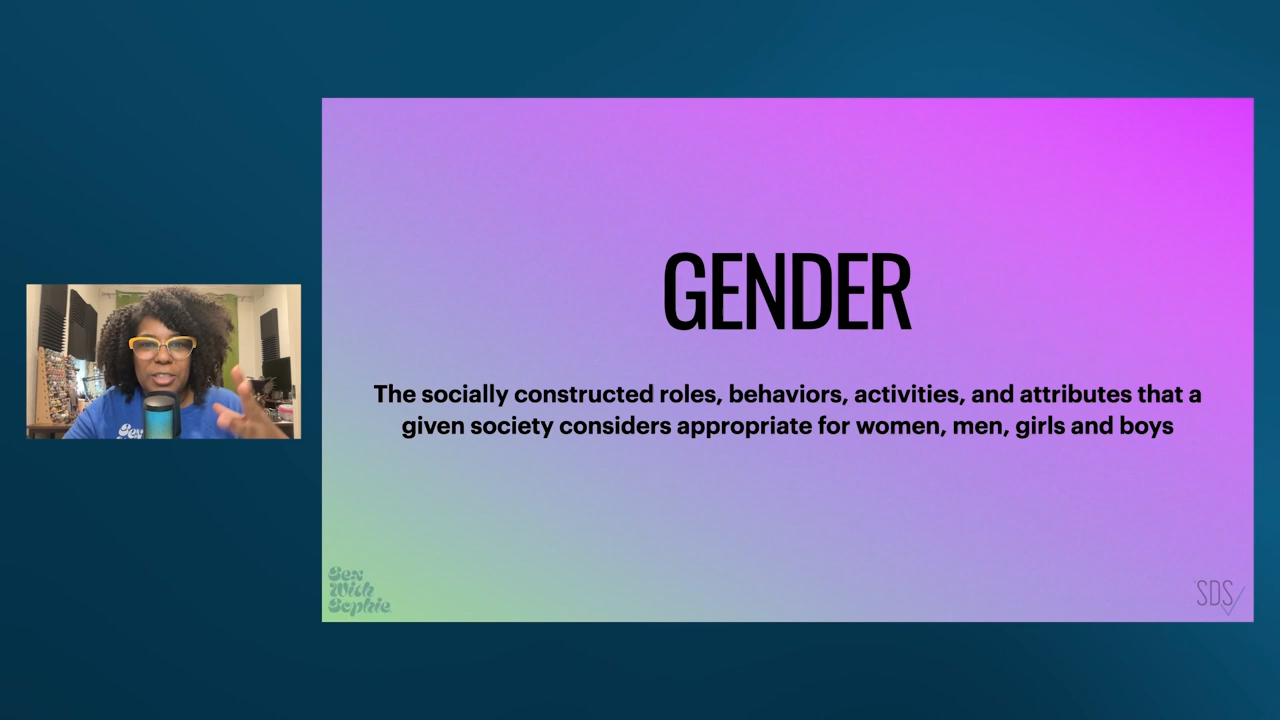 GENDER
The socially constructed roles, behaviors, activities, and attributes that a
given society considers appropriate for women, men, girls and boys
Sex
With
Sophie
SDS